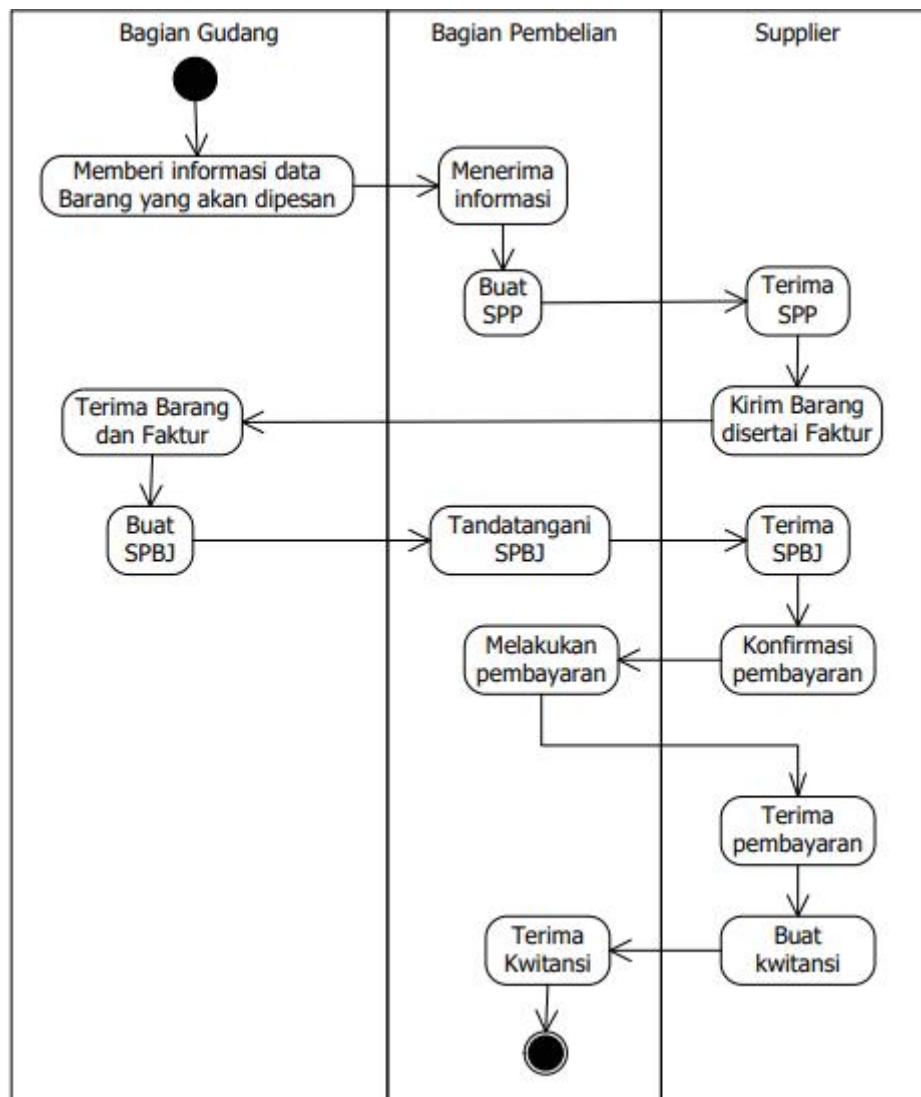 Bagian Gudang
Bagian Pembelian
Supplier
Memberi informasi data
Barang yang akan dipesan
Menerima
informasi
Buat
SPP
Terima
SPP
Kirim Barang
disertai Faktur
Terima Barang
dan Faktur
Buat
SPBJ
Tandatangani
SPBJ
Terima
SPBJ
Konfirmasi
pembayaran
Melakukan
pembayaran
Terima
pembayaran
Buat
kwitansi
Terima
Kwitansi